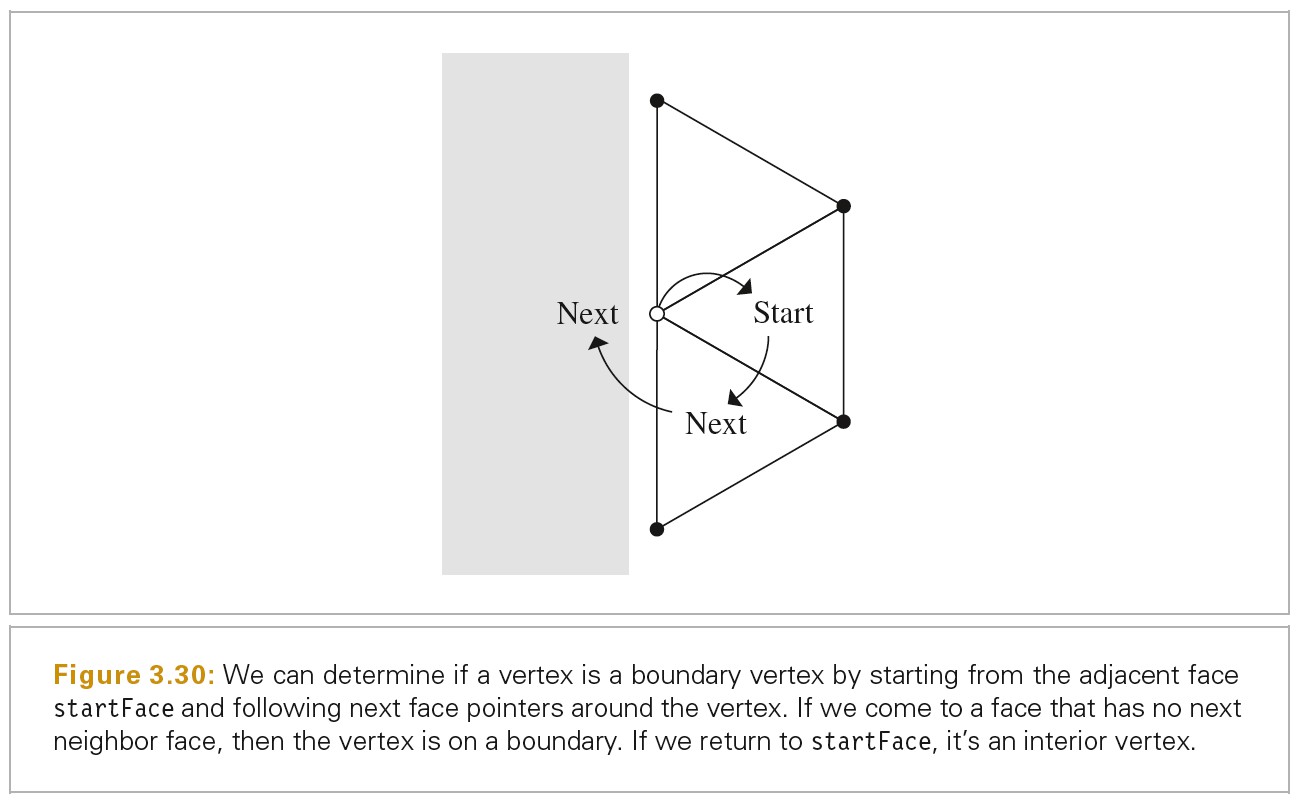 Next
Start
Next
Figure 3.30: We can determine if a vertex is a boundary vertex by starting from the adjacent face
startFace and following next face pointers around the vertex. If we come to a face that has no next
neighbor face, then the vertex is on a boundary. If we return to startFace, it’s an interior vertex.